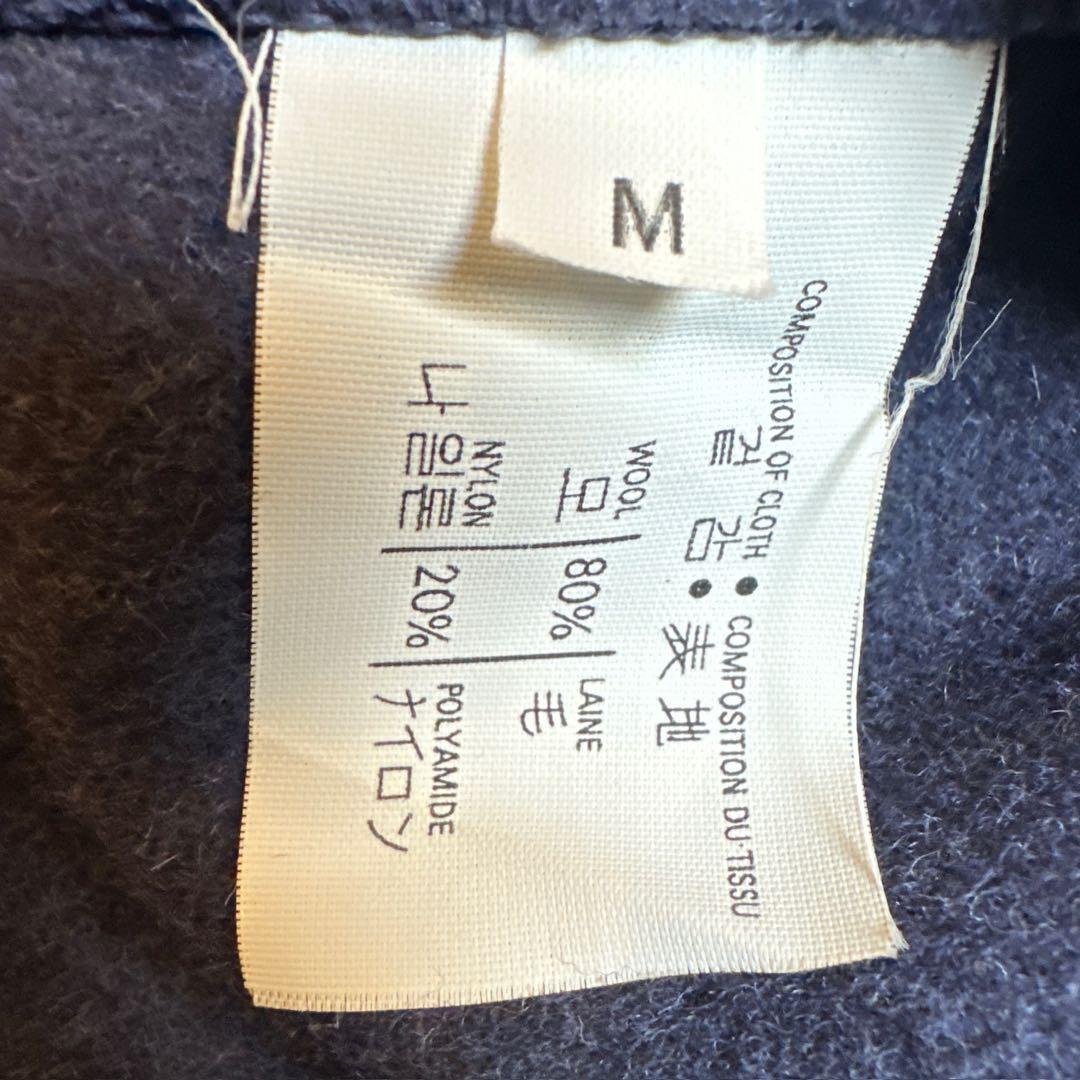 M
COMPOSITION OF CLOTH • COMPOSITION DU·TISSU
겉 감 • 表 地
WOOL 80% LAINE
모 毛
NYLON 20% POLYAMIDE
나일론 ナイロン